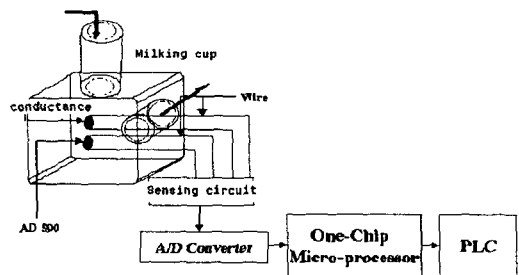 Milking cup
conductance
Wire
Sensing circuit
AD 590
A/D Converter
One-Chip
Micro-processor
PLC